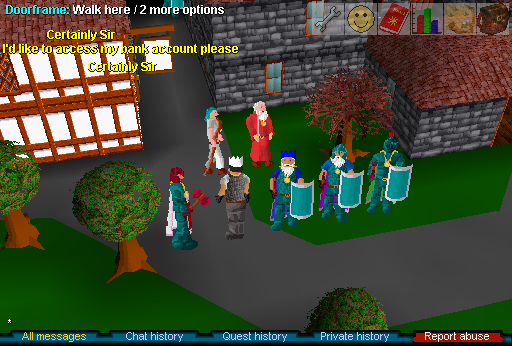 Doorframe: Walk here / 2 more options
Certainly Sir
I'd like to access my bank account please
Certainly Sir
*
All messages
Chat history
Quest history
Private history
Report abuse